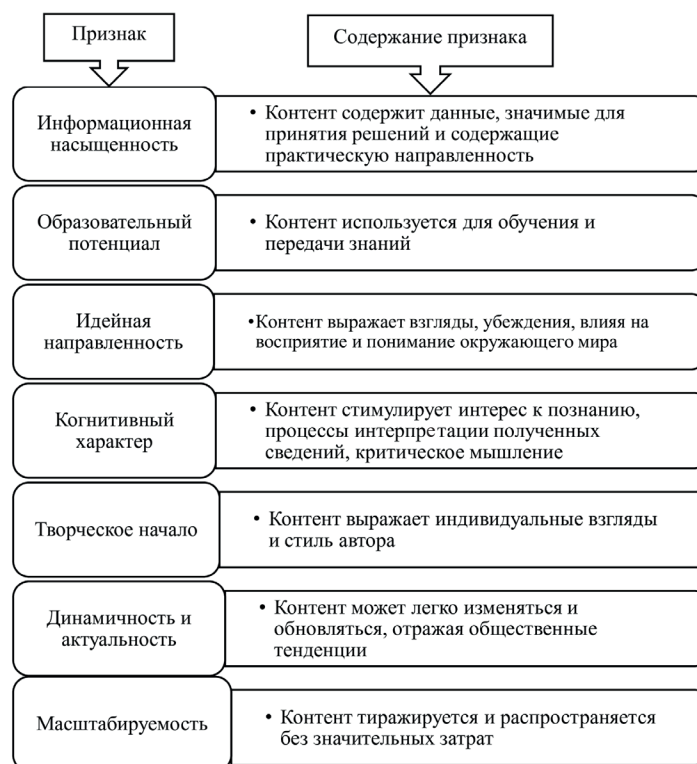 Признак
Содержание признака
Информационная
насыщенность
• Контент содержит данные, значимые для
принятия решений и содержащие
практическую направленность
Образовательный
потенциал
• Контент используется для обучения и
передачи знаний
Идейная
направленность
•Контент выражает взгляды, убеждения, влияя на
восприятие и понимание окружающего мира
Когнитивный
характер
• Контент стимулирует интерес к познанию,
процессы интерпретации полученных
сведений, критическое мышление
Творческое начало
• Контент выражает индивидуальные взгляды
и стиль автора
Динамичность и
актуальность
• Контент может легко изменяться и
обновляться, отражая общественные
тенденции
Масштабируемость
• Контент тиражируется и распространяется
без значительных затрат